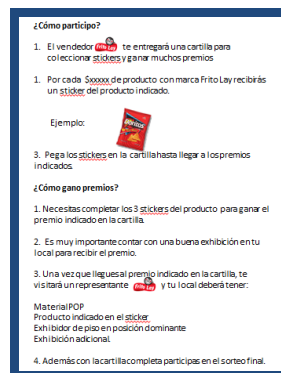 ¿Cómo participo?
1. El vendedor Frito Lay te entregará una cartilla para
coleccionar stickers y ganar muchos premios
1. Por cada Sxxxxx de producto con marca Frito Lay recibirás
un sticker del producto indicado.
Ejemplo:
Doritos
3. Pega los stickers en la cartilla hasta llegar a los premios
indicados.
¿Cómo gano premios?
1. Necesitas completar los 3 stickers del producto para ganar el
premio indicado en la cartilla.
2. Es muy importante contar con una buena exhibición en tu
local para recibir el premio.
3. Una vez que llegues al premio indicado en la cartilla, te
visitará un representante Frito Lay y tu local deberá tener:
Material POP
Producto indicado en el sticker
Exhibidor de piso en posición dominante
Exhibición adicional.
4. Además con la cartilla completa participas en el sorteo final.